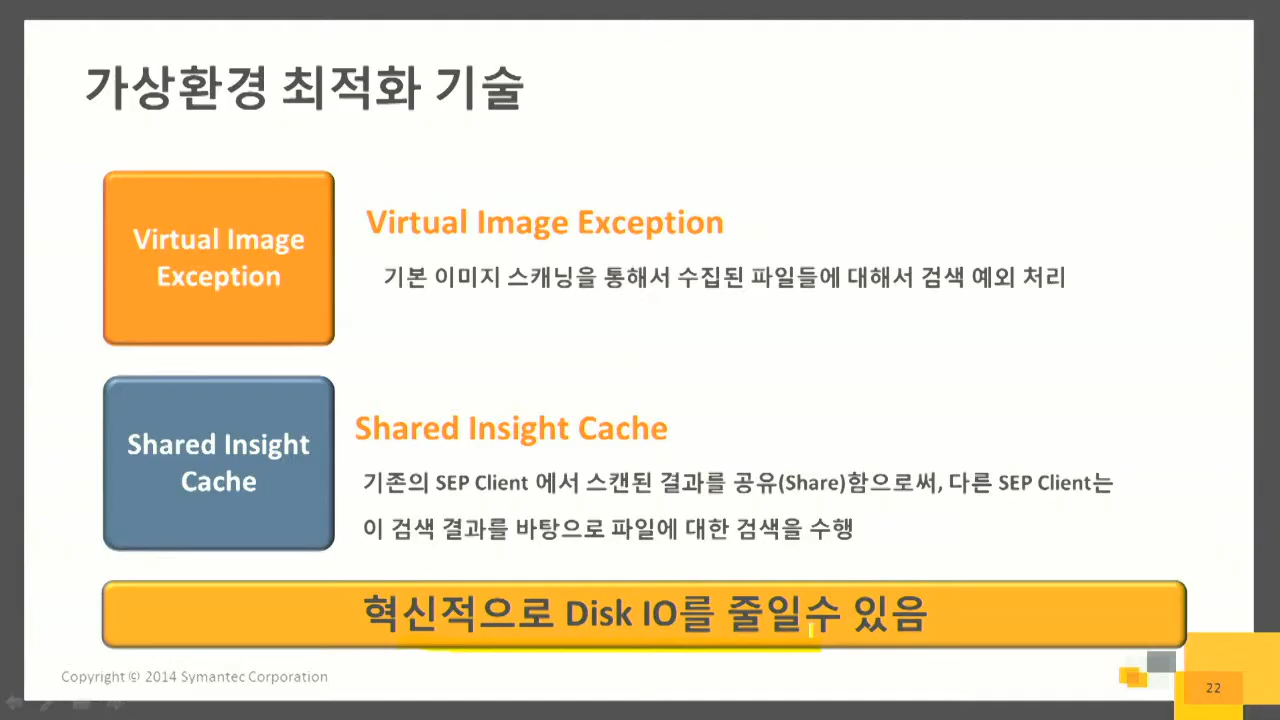 가상환경 최적화 기술
Virtual Image
Exception
Virtual Image Exception
기본 이미지 스캐닝을 통해서 수집된 파일들에 대해서 검색 예외 처리
Shared Insight
Cache
Shared Insight Cache
기존의 SEP Client 에서 스캔된 결과를 공유(Share)함으로써, 다른 SEP Client는
이 검색 결과를 바탕으로 파일에 대한 검색을 수행
혁신적으로 Disk IO를 줄일수 있음
Copyright © 2014 Symantec Corporation
22